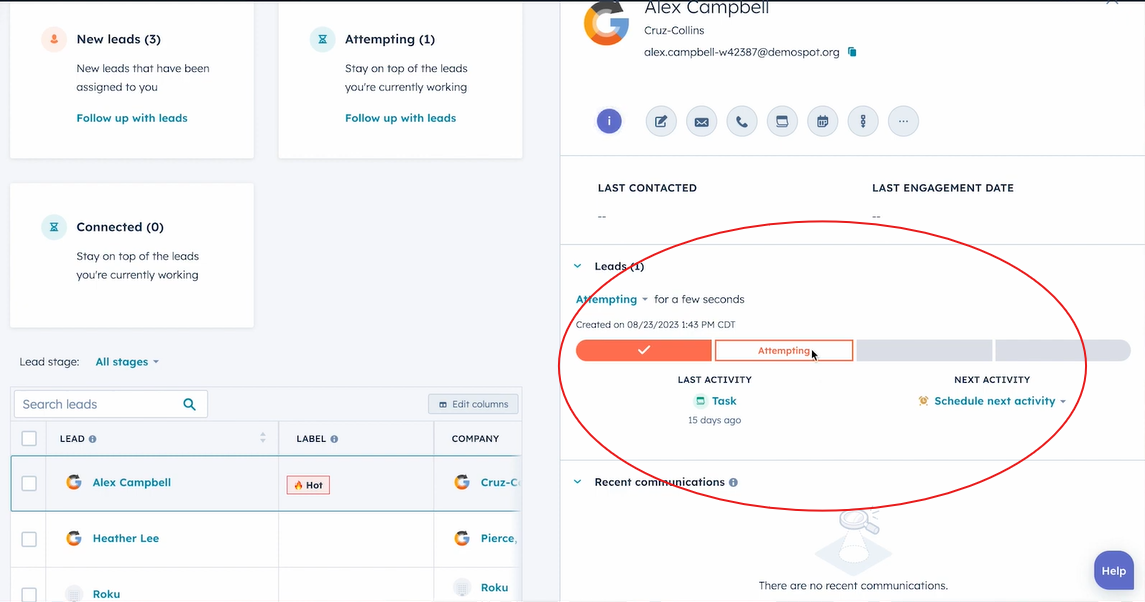 New leads (3)
New leads that have been
assigned to you
Follow up with leads
Attempting (1)
Stay on top of the leads
you're currently working
Follow up with leads
Connected (0)
Stay on top of the leads
you're currently working
Lead stage: All stages
Search leads
Edit columns
LEAD LABEL COMPANY
Alex Campbell Hot Cruz-C
Heather Lee Pierce,
Roku Roku
Alex Campbell
Cruz-Collins
alex.campbell-w42387@demospot.org
LAST CONTACTED LAST ENGAGEMENT DATE
-- --
Leads (1)
Attempting for a few seconds
Created on 08/23/2023 1:43 PM CDT
Attempting
LAST ACTIVITY NEXT ACTIVITY
Task Schedule next activity
15 days ago
Recent communications
There are no recent communications.
Help